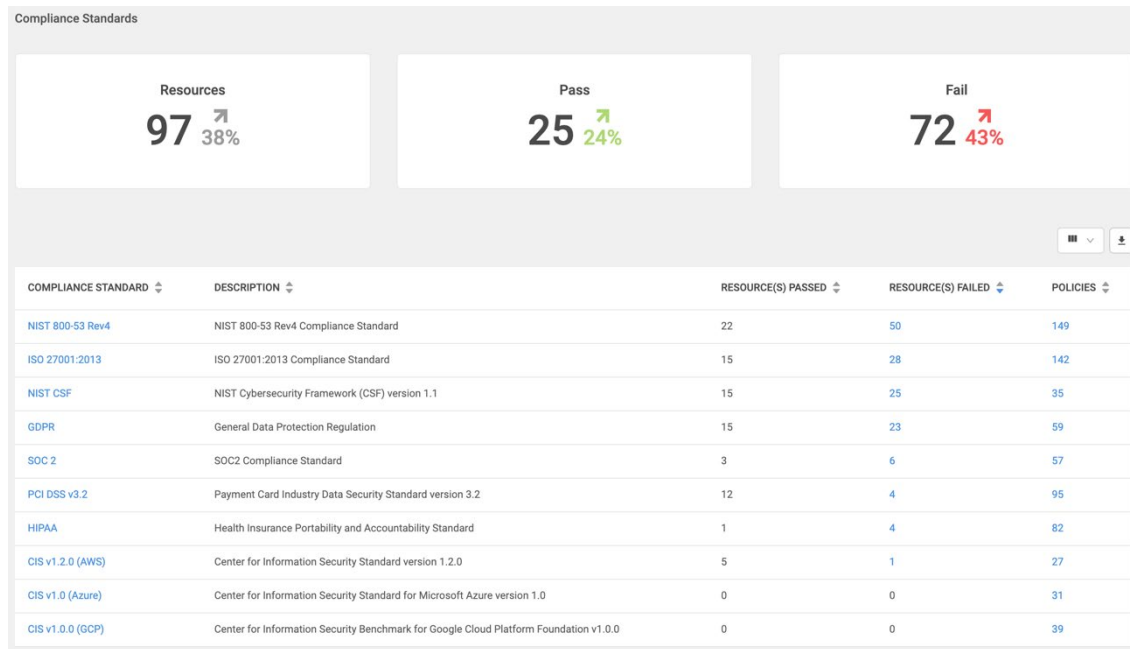 Compliance Standards
Resources Pass Fail
97 38% 25 24% 72 43%
COMPLIANCE STANDARD DESCRIPTION RESOURCE(S) PASSED RESOURCE(S) FAILED POLICIES
NIST 800-53 Rev4 NIST 800-53 Rev4 Compliance Standard 22 50 149
ISO 27001:2013 ISO 27001:2013 Compliance Standard 15 28 142
NIST CSF NIST Cybersecurity Framework (CSF) version 1.1 15 25 35
GDPR General Data Protection Regulation 15 23 59
SOC 2 SOC2 Compliance Standard 3 6 57
PCI DSS v3.2 Payment Card Industry Data Security Standard version 3.2 12 4 95
HIPAA Health Insurance Portability and Accountability Standard 1 4 82
CIS v1.2.0 (AWS) Center for Information Security Standard version 1.2.0 5 1 27
CIS v1.0 (Azure) Center for Information Security Standard for Microsoft Azure version 1.0 0 0 31
CIS v1.0.0 (GCP) Center for Information Security Benchmark for Google Cloud Platform Foundation v1.0.0 0 0 39